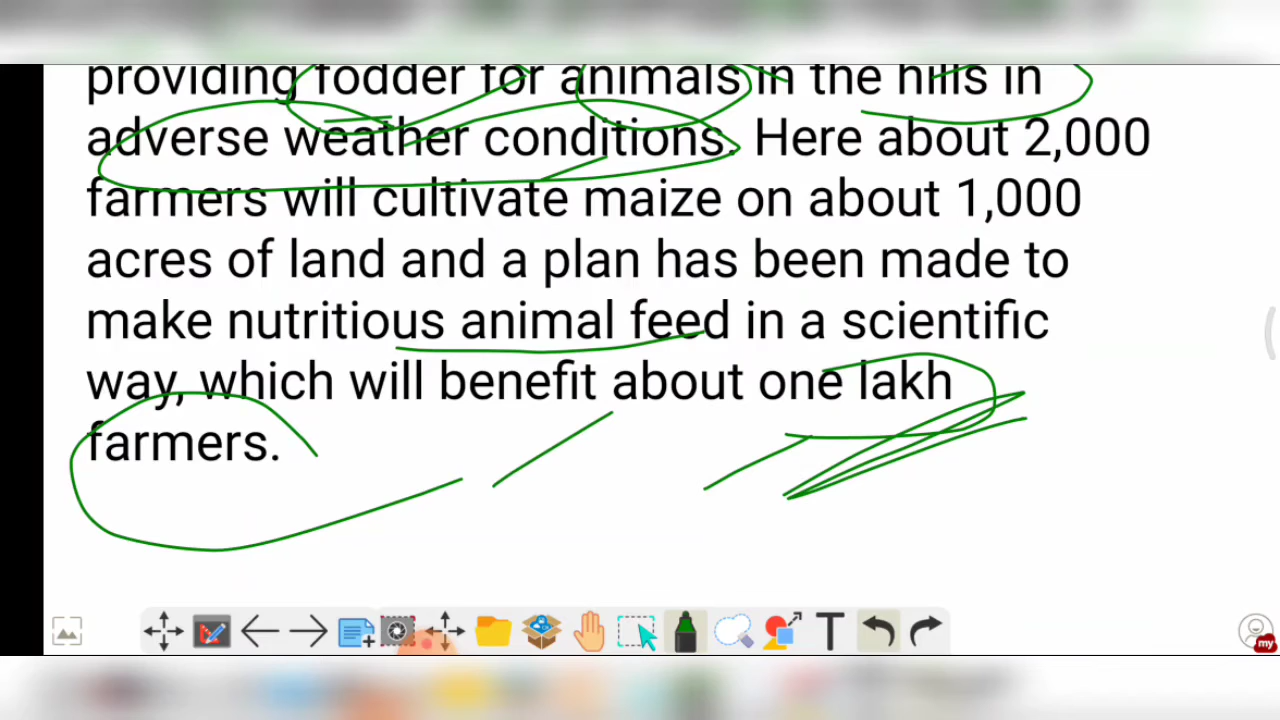 providing fodder for animals in the hills in
adverse weather conditions. Here about 2,000
farmers will cultivate maize on about 1,000
acres of land and a plan has been made to
make nutritious animal feed in a scientific
way, which will benefit about one lakh
farmers.
T
my